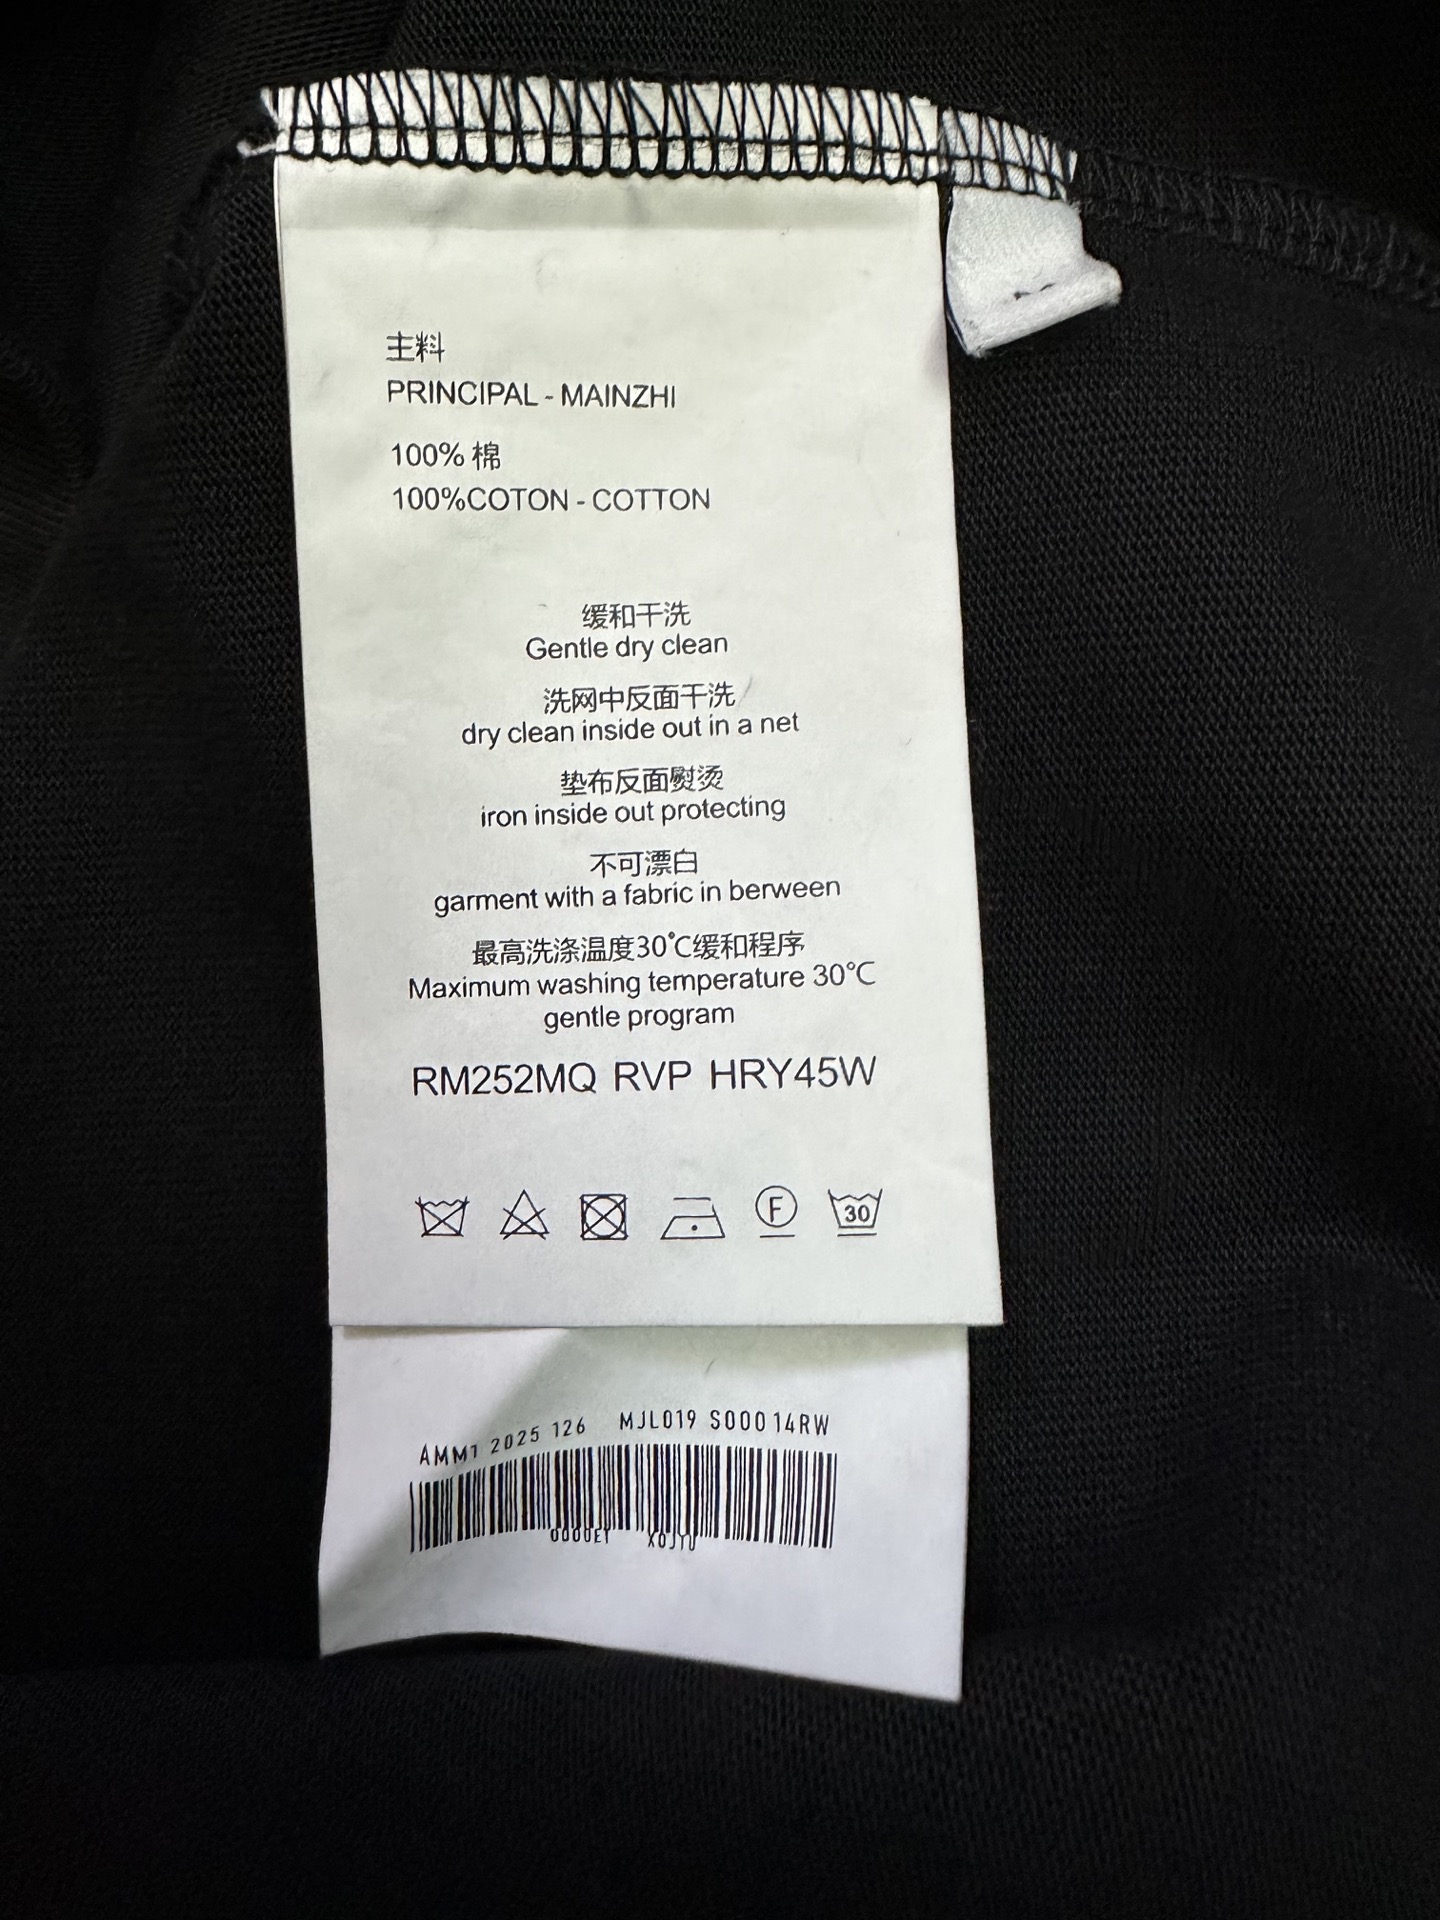 主料
PRINCIPAL - MAINZHI
100% 棉
100%COTON - COTTON
缓和干洗
Gentle dry clean
洗网中反面干洗
dry clean inside out in a net
垫布反面熨烫
iron inside out protecting
不可漂白
garment with a fabric in berween
最高洗涤温度30℃缓和程序
Maximum washing temperature 30℃
gentle program
RM252MQ RVP HRY45W
F 30
AMM1 2025 126 MJL019 S00014RW
0000ET XOJYU